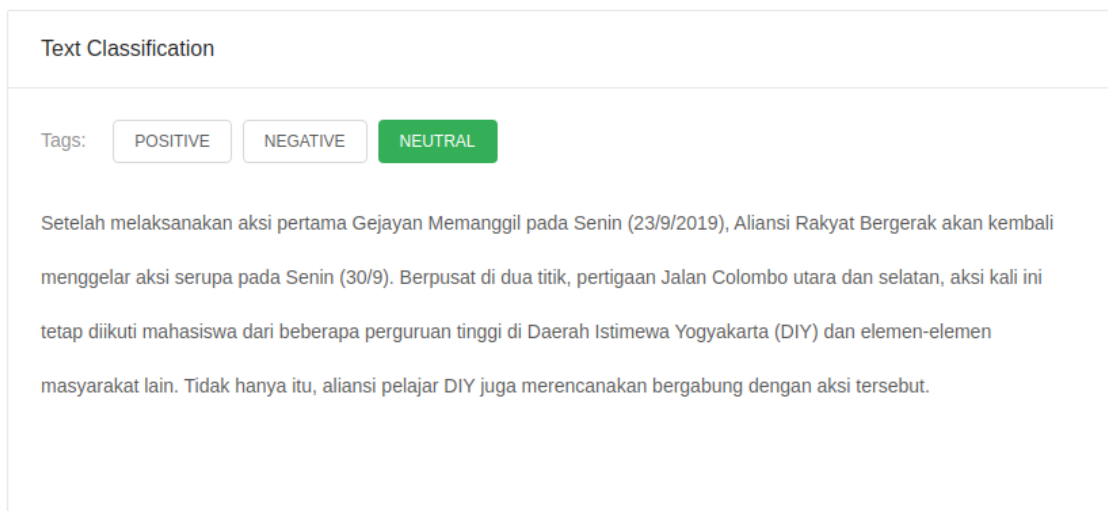 Text Classification
Tags: POSITIVE NEGATIVE NEUTRAL
Setelah melaksanakan aksi pertama Gejayan Memanggil pada Senin (23/9/2019), Aliansi Rakyat Bergerak akan kembali
menggelar aksi serupa pada Senin (30/9). Berpusat di dua titik, pertigaan Jalan Colombo utara dan selatan, aksi kali ini
tetap diikuti mahasiswa dari beberapa perguruan tinggi di Daerah Istimewa Yogyakarta (DIY) dan elemen-elemen
masyarakat lain. Tidak hanya itu, aliansi pelajar DIY juga merencanakan bergabung dengan aksi tersebut.